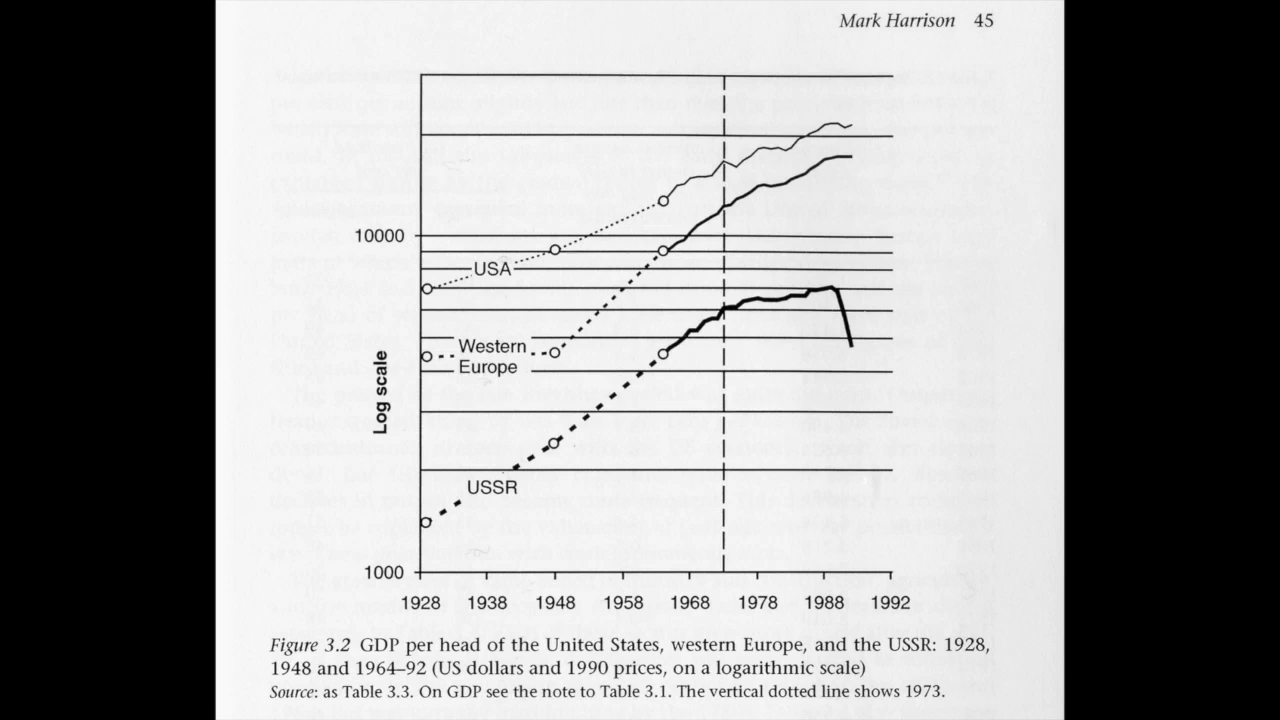 Mark Harrison 45
10000
USA
Western
Europe
Log scale
USSR
1000
1928 1938 1948 1958 1968 1978 1988 1992
Figure 3.2 GDP per head of the United States, western Europe, and the USSR: 1928,
1948 and 1964–92 (US dollars and 1990 prices, on a logarithmic scale)
Source: as Table 3.3. On GDP see the note to Table 3.1. The vertical dotted line shows 1973.